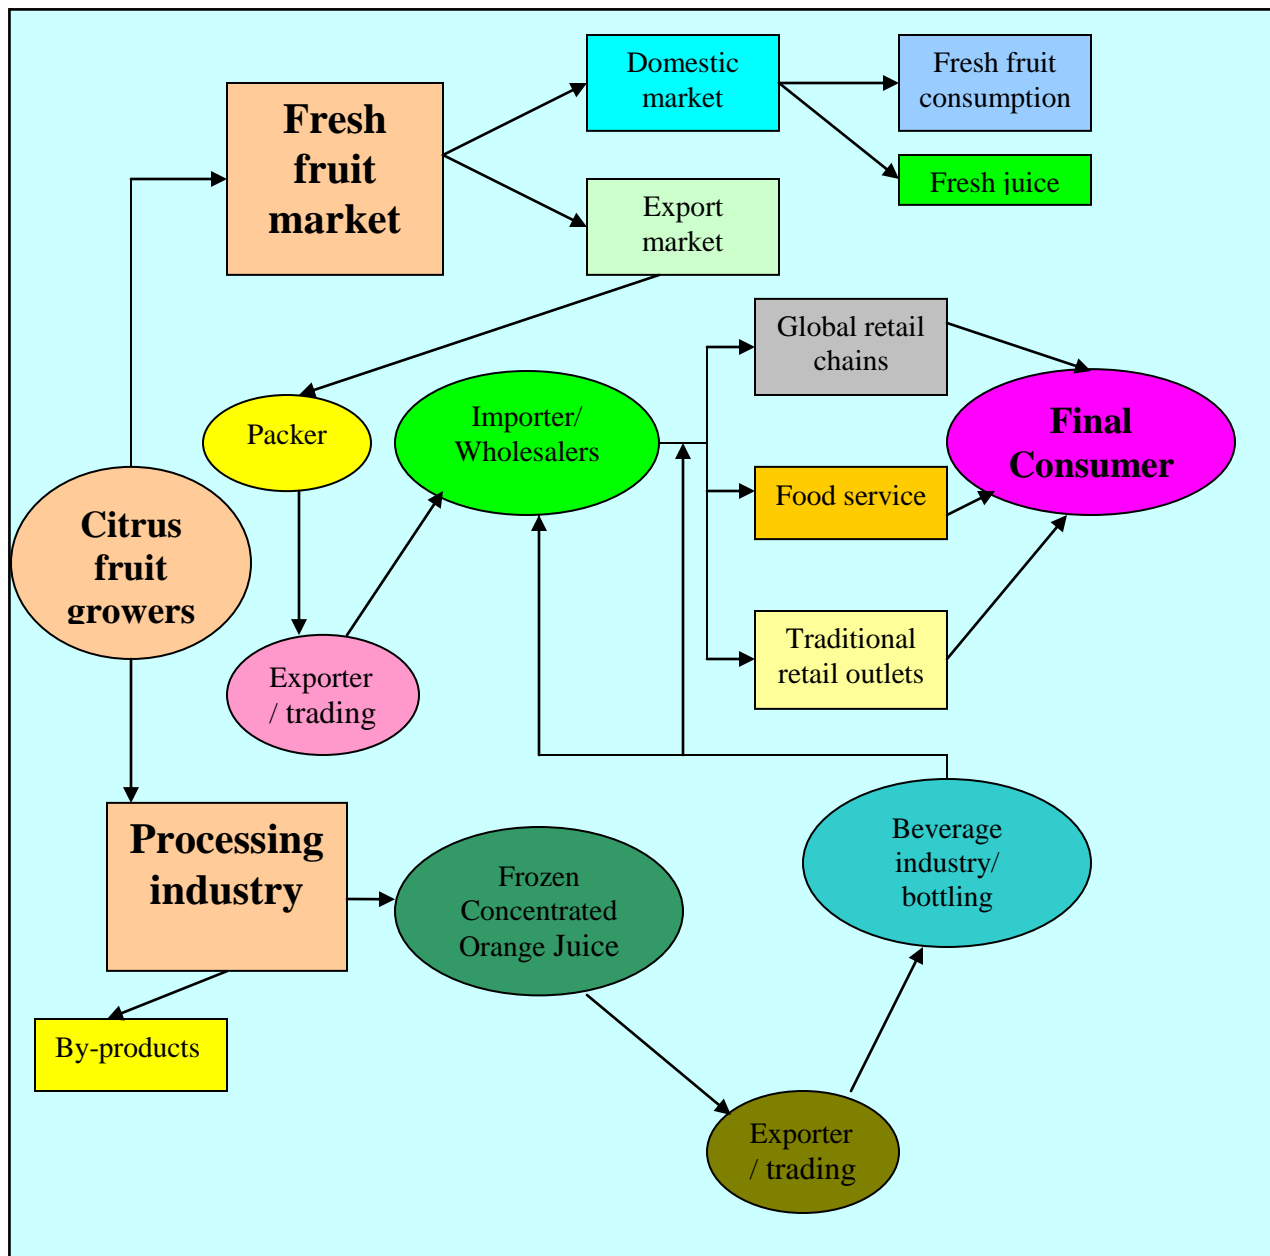 Fresh
fruit
market
Domestic
market
Fresh fruit
consumption
Fresh juice
Export
market
Global retail
chains
Packer
Importer/
Wholesalers
Final
Consumer
Food service
Citrus
fruit
growers
Traditional
retail outlets
Exporter
/ trading
Processing
industry
Frozen
Concentrated
Orange Juice
Beverage
industry/
bottling
By-products
Exporter
/ trading